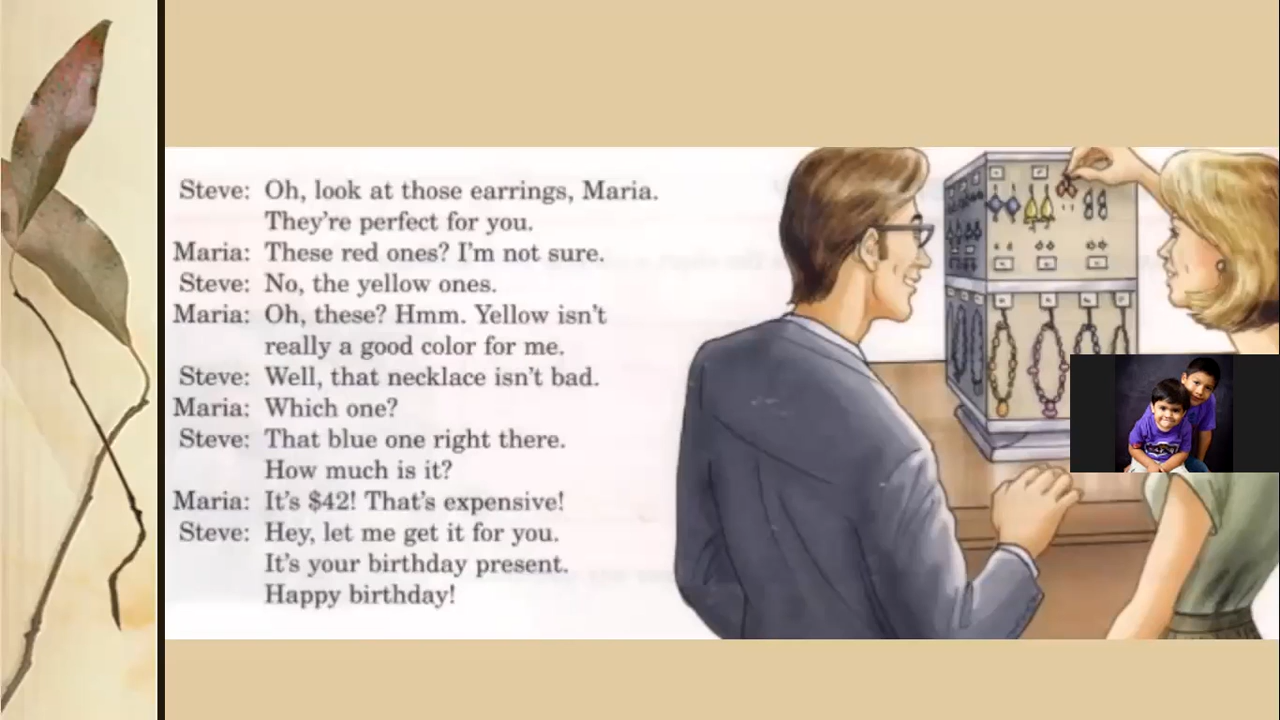 Steve: Oh, look at those earrings, Maria.
They're perfect for you.
Maria: These red ones? I'm not sure.
Steve: No, the yellow ones.
Maria: Oh, these? Hmm. Yellow isn't
really a good color for me.
Steve: Well, that necklace isn't bad.
Maria: Which one?
Steve: That blue one right there.
How much is it?
Maria: It's $42! That's expensive!
Steve: Hey, let me get it for you.
It's your birthday present.
Happy birthday!